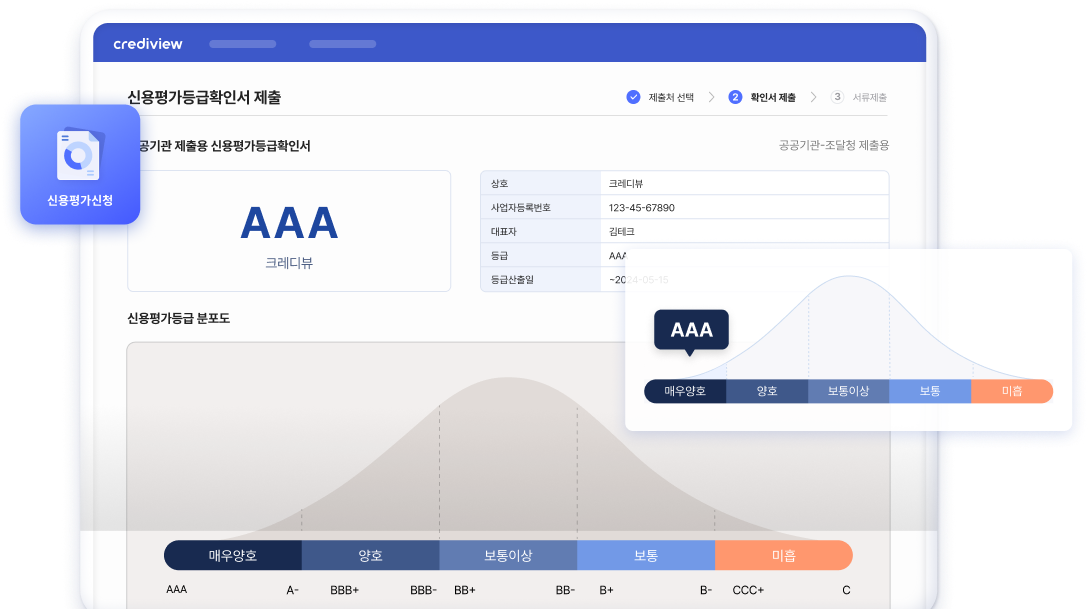 crediview
신용평가등급확인서 제출
제출처 선택
2 확인서 제출
3 서류제출
신용평가신청
공기관 제출용 신용평가등급확인서
공공기관-조달청 제출용
AAA
크레디뷰
상호 크레디뷰
사업자등록번호 123-45-67890
대표자 김테크
등급 AAA
등급산출일 ~2024-05-15
신용평가등급 분포도
AAA
매우양호 양호 보통이상 보통 미흡
매우양호 양호 보통이상 보통 미흡
AAA A- BBB+ BBB- BB+ BB- B+ B- CCC+ C